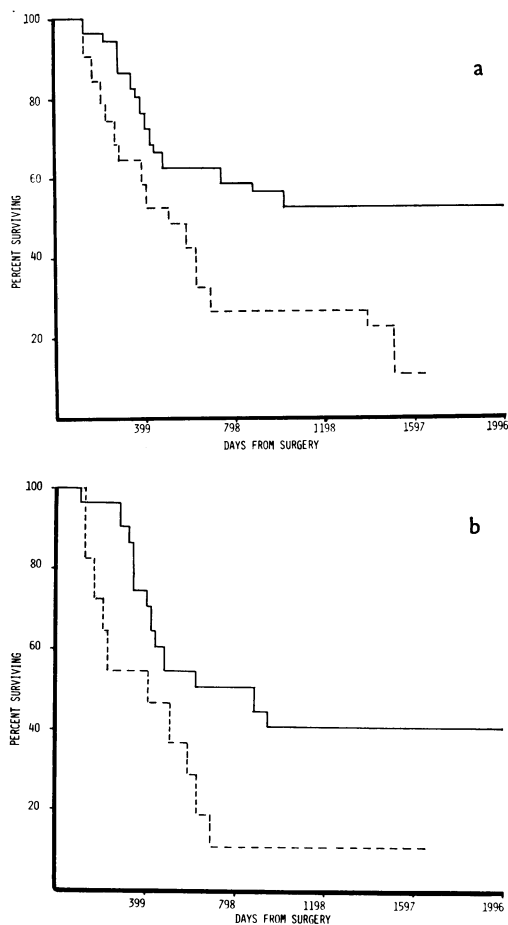 100
a
80
60
40
20
PERCENT SURVIVING
399 798 1198 1597 1996
DAYS FROM SURGERY
100
b
80
60
40
20
PERCENT SURVIVING
399 798 1198 1597 1996
DAYS FROM SURGERY